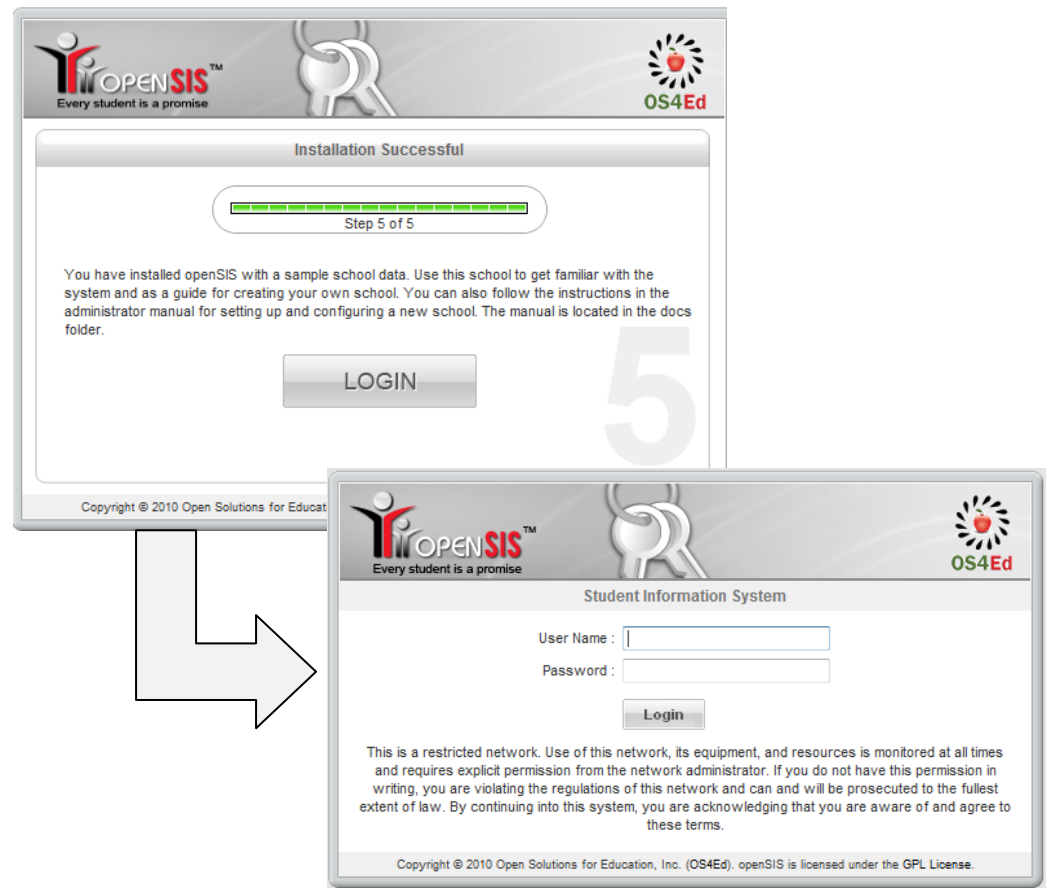 OPENSIS™
Every student is a promise
OS4Ed
Installation Successful
Step 5 of 5
You have installed openSIS with a sample school data. Use this school to get familiar with the
system and as a guide for creating your own school. You can also follow the instructions in the
administrator manual for setting up and configuring a new school. The manual is located in the docs
folder.
5
LOGIN
Copyright © 2010 Open Solutions for Educati
OPENSIS™
Every student is a promise
OS4Ed
Student Information System
User Name :
Password :
Login
This is a restricted network. Use of this network, its equipment, and resources is monitored at all times
and requires explicit permission from the network administrator. If you do not have this permission in
writing, you are violating the regulations of this network and can and will be prosecuted to the fullest
extent of law. By continuing into this system, you are acknowledging that you are aware of and agree to
these terms.
Copyright © 2010 Open Solutions for Education, Inc. (OS4Ed). openSIS is licensed under the GPL License.